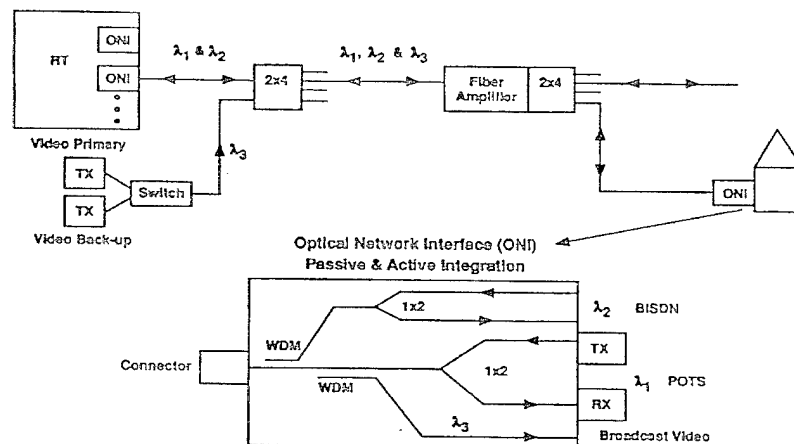 RT
ONI
ONI
λ1 & λ2
2x4
λ1, λ2 & λ3
Fiber Amplifier
2x4
Video Primary
λ3
TX
Switch
TX
Video Back-up
ONI
Optical Network Interface (ONI)
Passive & Active Integration
1x2
λ2 BISDN
WDM
TX
Connector
WDM
1x2
λ1 POTS
RX
λ3
Broadcast Video